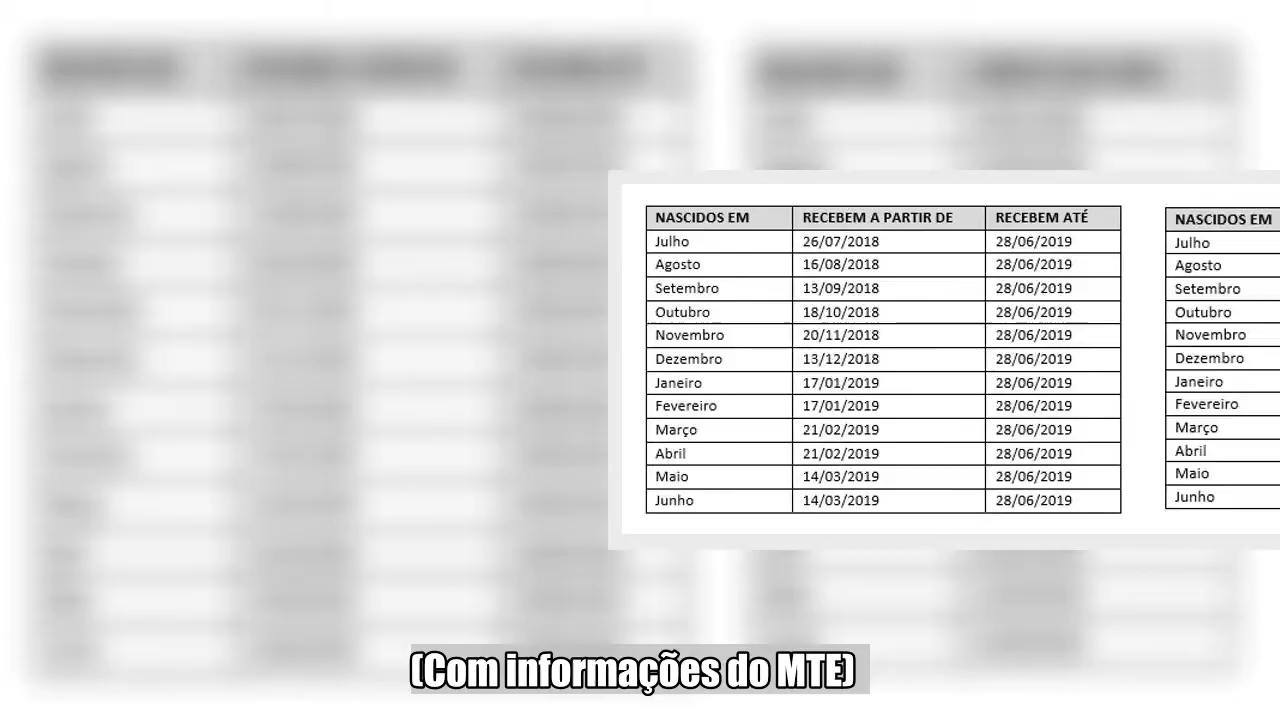 NASCIDOS EM RECEBEM A PARTIR DE RECEBEM ATÉ
Julho 26/07/2018 28/06/2019
Agosto 16/08/2018 28/06/2019
Setembro 13/09/2018 28/06/2019
Outubro 18/10/2018 28/06/2019
Novembro 20/11/2018 28/06/2019
Dezembro 13/12/2018 28/06/2019
Janeiro 17/01/2019 28/06/2019
Fevereiro 17/01/2019 28/06/2019
Março 21/02/2019 28/06/2019
Abril 21/02/2019 28/06/2019
Maio 14/03/2019 28/06/2019
Junho 14/03/2019 28/06/2019
NASCIDOS EM
Julho
Agosto
Setembro
Outubro
Novembro
Dezembro
Janeiro
Fevereiro
Março
Abril
Maio
Junho
(Com informações do MTE)